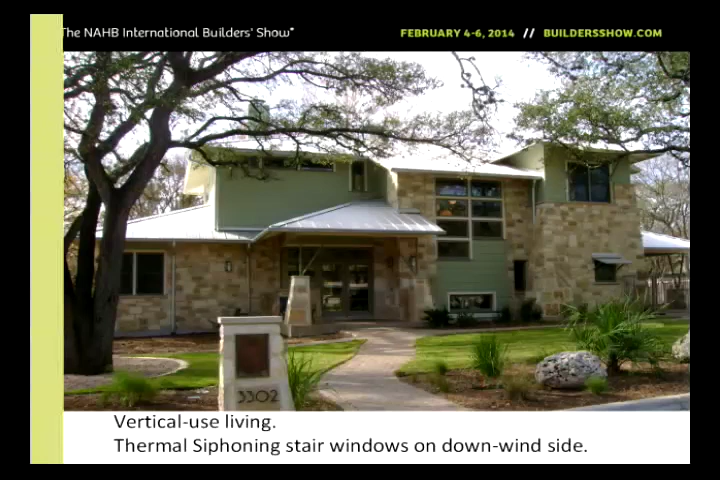 The NAHB International Builders' Show®
FEBRUARY 4-6, 2014 // BUILDERSSHOW.COM
3302
Vertical-use living.
Thermal Siphoning stair windows on down-wind side.